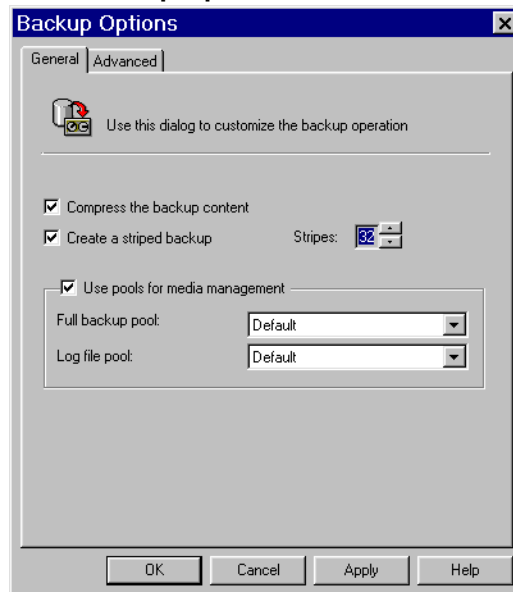 Backup Options
General Advanced
Use this dialog to customize the backup operation
Compress the backup content
Create a striped backup Stripes: 32
Use pools for media management
Full backup pool: Default
Log file pool: Default
OK Cancel Apply Help